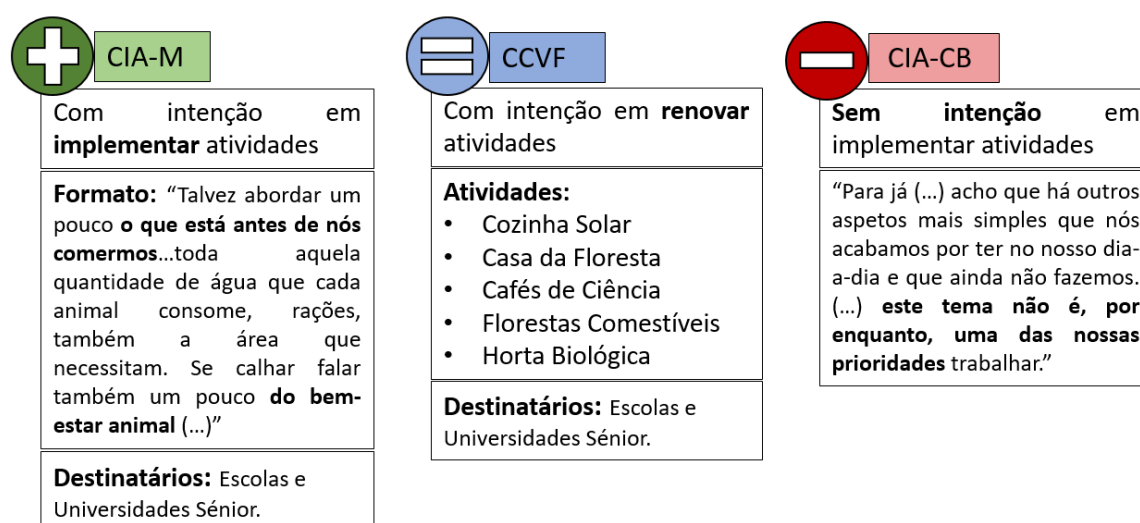 CIA-M
Com intenção em
implementar atividades
Formato: “Talvez abordar um
pouco o que está antes de nós
comermos...toda aquela
quantidade de água que cada
animal consome, rações,
também a área que
necessitam. Se calhar falar
também um pouco do bem-
estar animal (...)”
Destinatários: Escolas e
Universidades Sénior.
CCVF
Com intenção em renovar
atividades
Atividades:
• Cozinha Solar
• Casa da Floresta
• Cafés de Ciência
• Florestas Comestíveis
• Horta Biológica
Destinatários: Escolas e
Universidades Sénior.
CIA-CB
Sem intenção em
implementar atividades
“Para já (...) acho que há outros
aspetos mais simples que nós
acabamos por ter no nosso dia-
a-dia e que ainda não fazemos.
(...) este tema não é, por
enquanto, uma das nossas
prioridades trabalhar.”